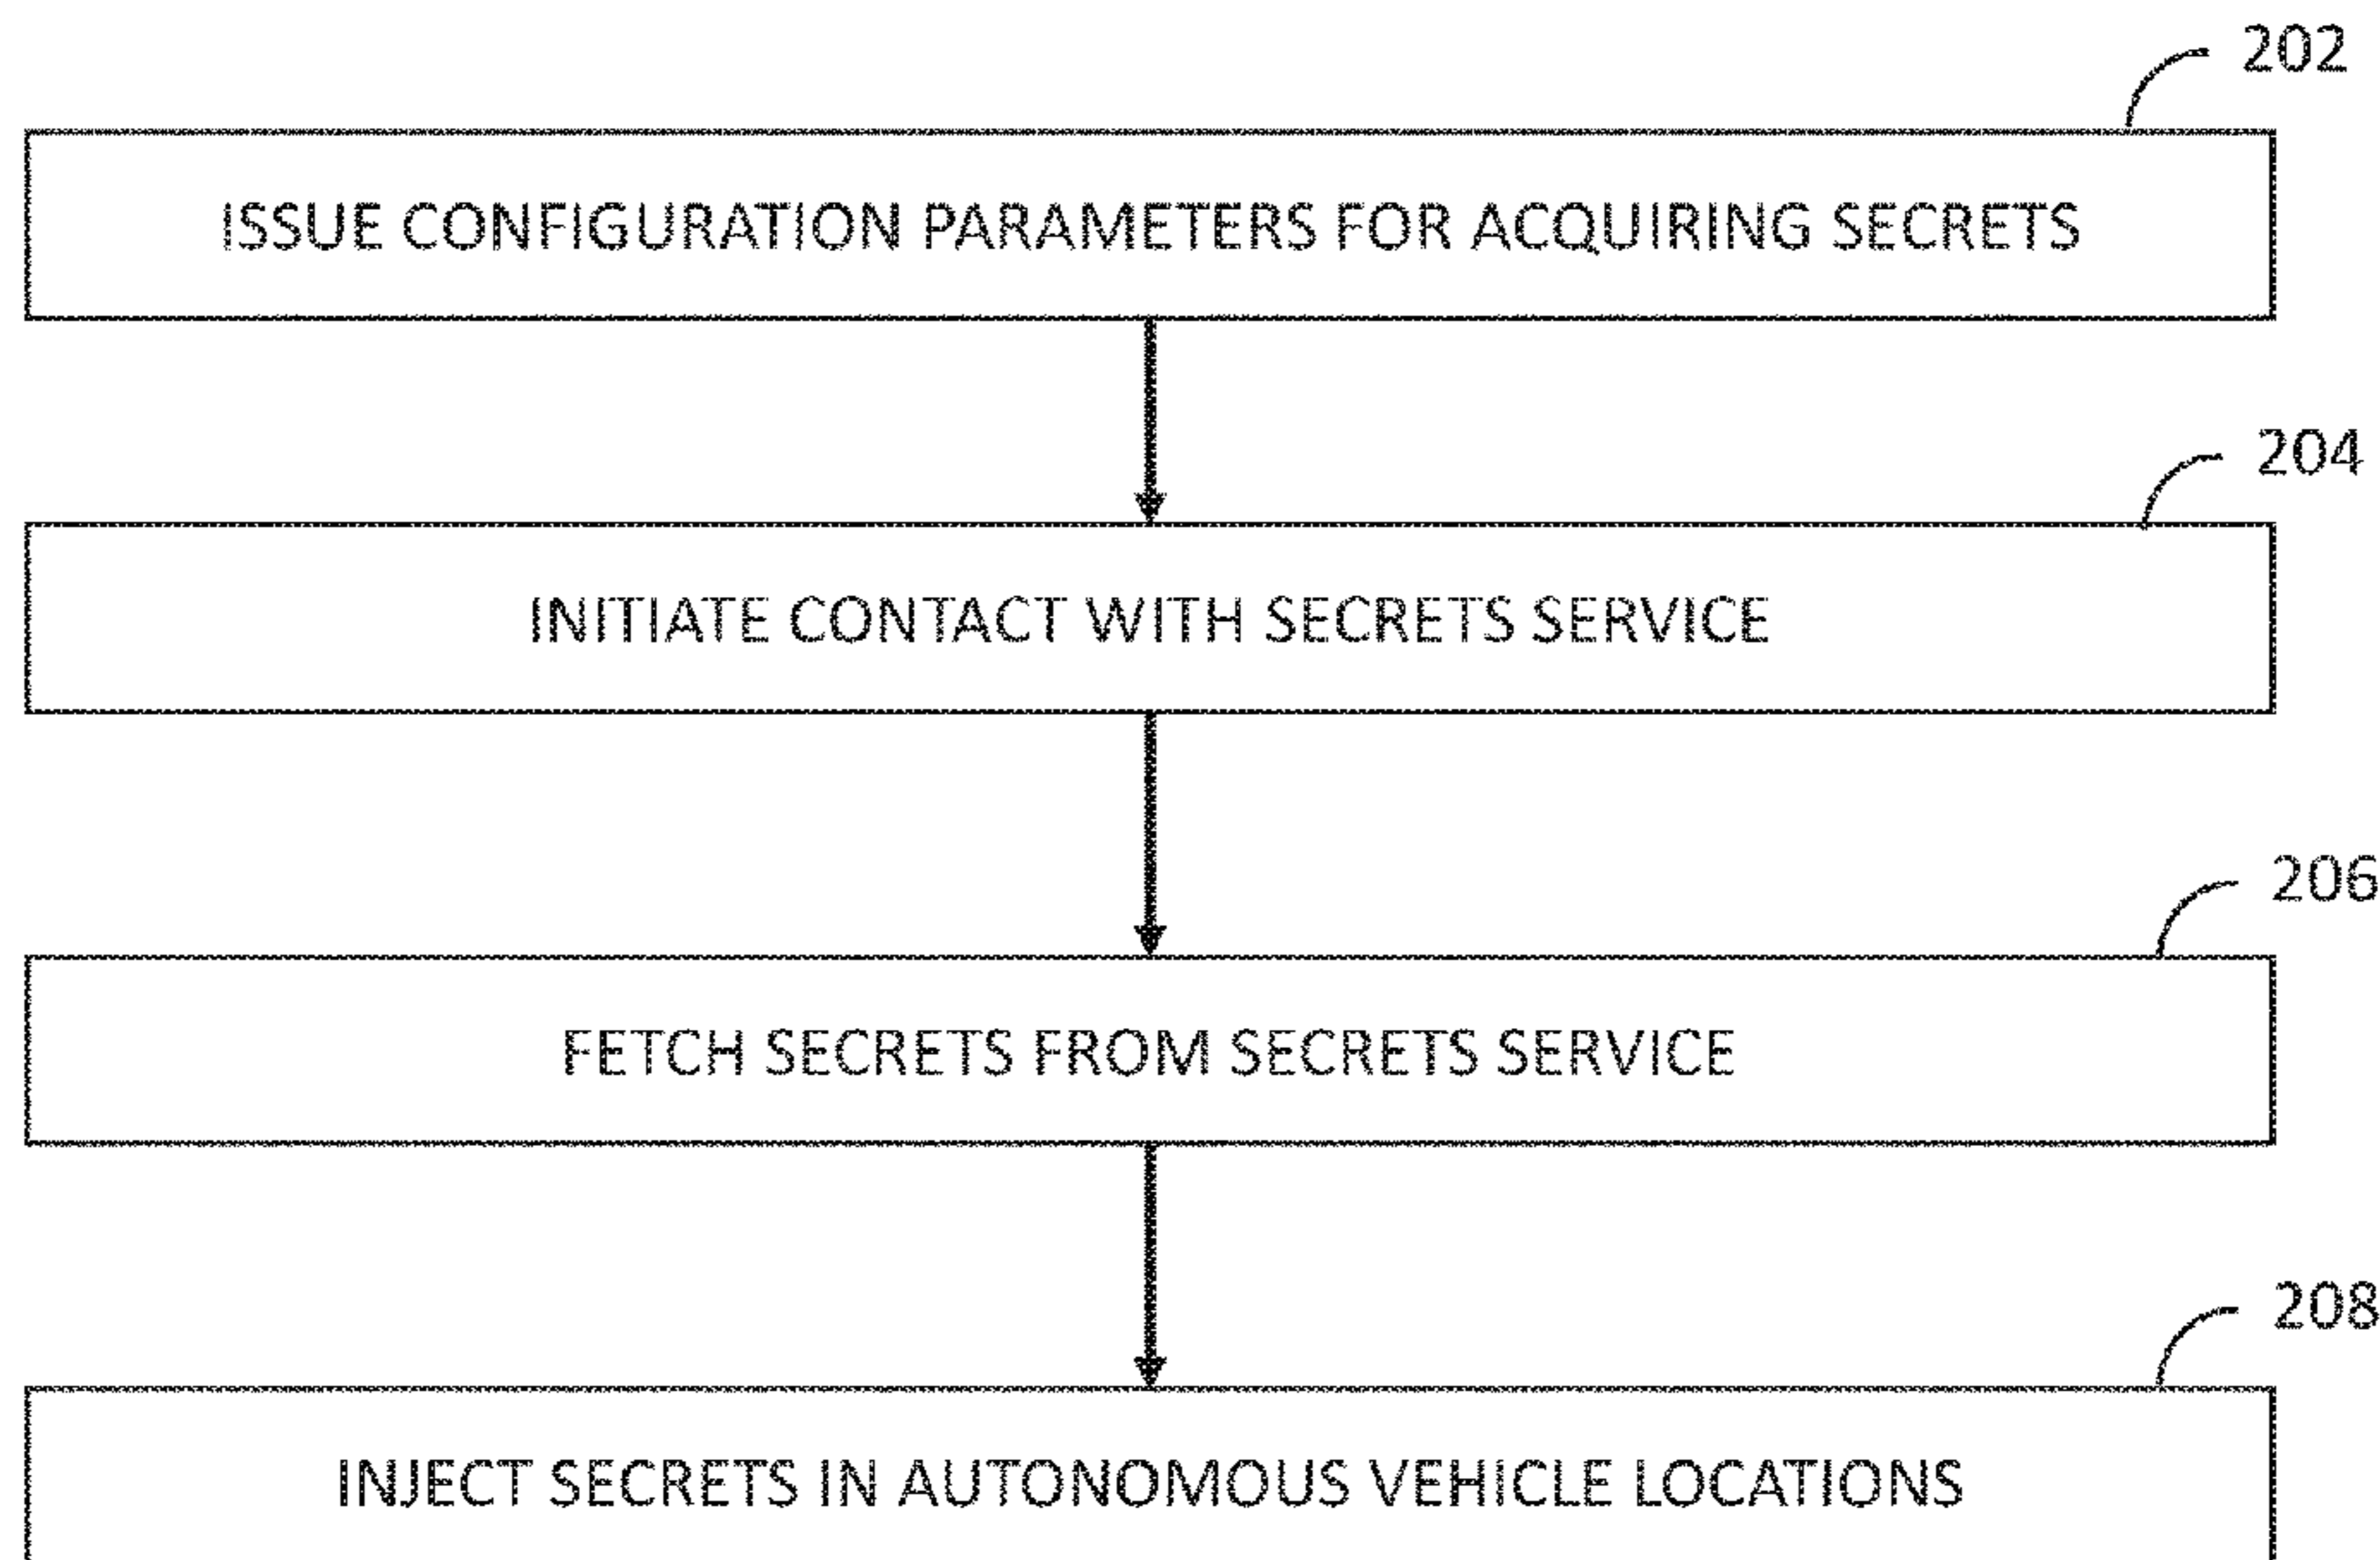 202
ISSUE CONFIGURATION PARAMETERS FOR ACQUIRING SECRETS
204
INITIATE CONTACT WITH SECRETS SERVICE
206
FETCH SECRETS FROM SECRETS SERVICE
208
INJECT SECRETS IN AUTONOMOUS VEHICLE LOCATIONS